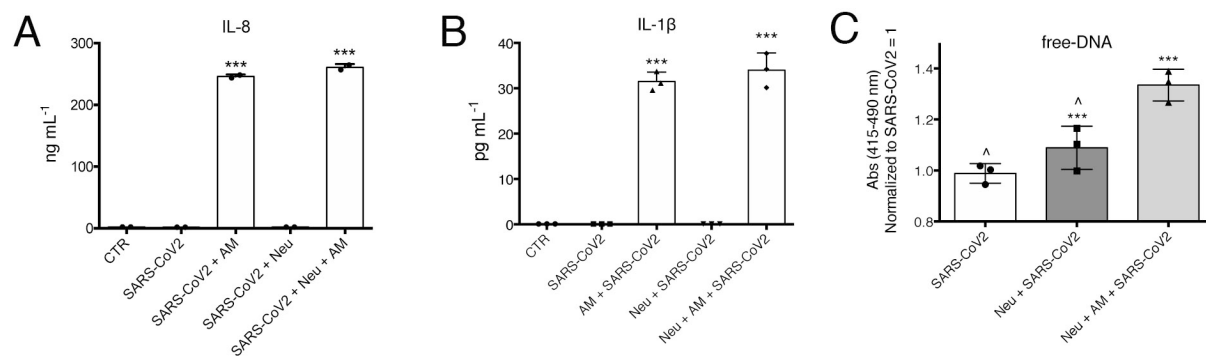 A
IL-8
ng mL-1
300
200
100
0
***
***
CTR
SARS-CoV2
SARS-CoV2 + AM
SARS-CoV2 + Neu
SARS-CoV2 + Neu + AM
B
IL-1β
pg mL-1
40
30
20
10
0
***
***
CTR
SARS-CoV2
AM + SARS-CoV2
Neu + SARS-CoV2
Neu + AM + SARS-CoV2
C
free-DNA
Abs (415-490 nm)
Normalized to SARS-CoV2 = 1
1.4
1.2
1.0
0.8
^
^
***
***
SARS-CoV2
Neu + SARS-CoV2
Neu + AM + SARS-CoV2